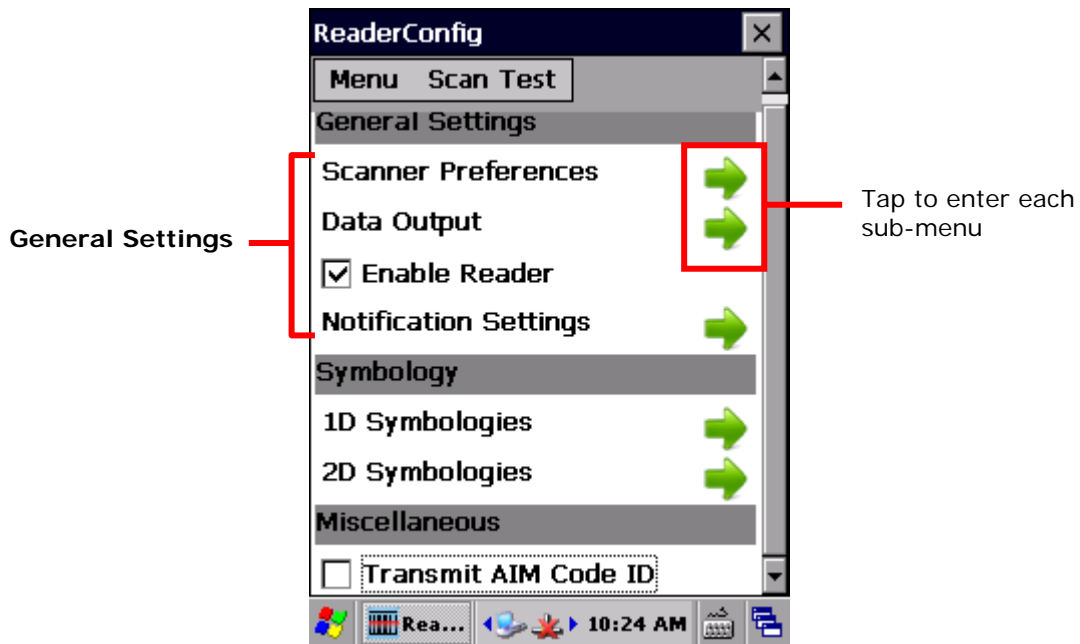 ReaderConfig
Menu Scan Test
General Settings
Scanner Preferences
Data Output
Enable Reader
Notification Settings
Symbology
1D Symbologies
2D Symbologies
Miscellaneous
Transmit AIM Code ID
Rea... 10:24 AM
General Settings
Tap to enter each
sub-menu